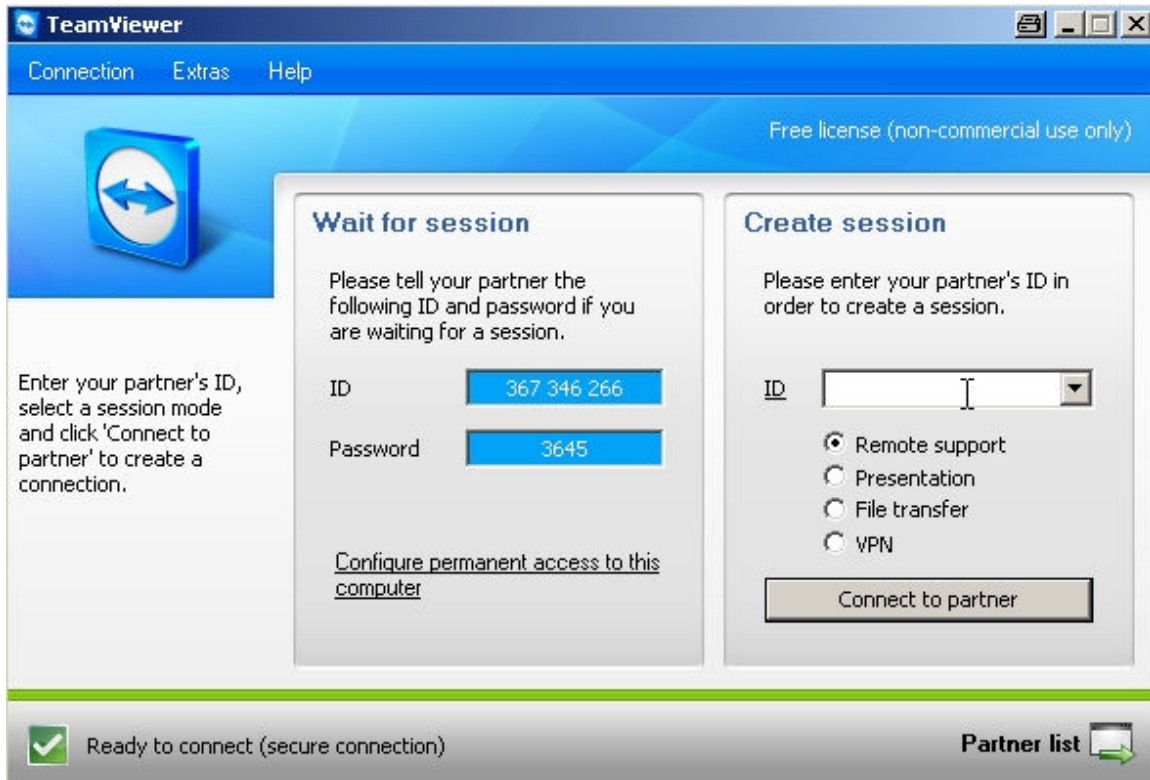 TeamViewer
Connection Extras Help
Free license (non-commercial use only)
Enter your partner's ID,
select a session mode
and click 'Connect to
partner' to create a
connection.
Wait for session
Please tell your partner the
following ID and password if you
are waiting for a session.
ID 367 346 266
Password 3645
Configure permanent access to this
computer
Create session
Please enter your partner's ID in
order to create a session.
ID
Remote support
Presentation
File transfer
VPN
Connect to partner
Ready to connect (secure connection)
Partner list